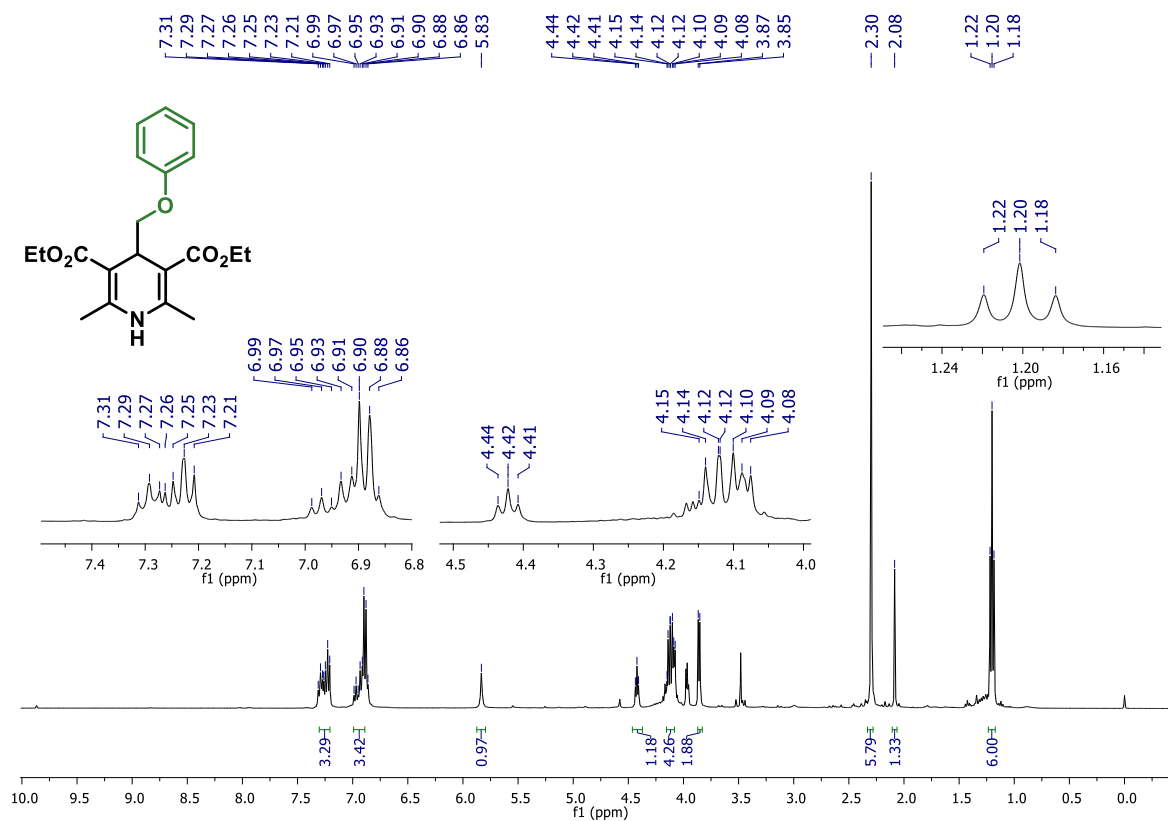 7.31 7.29 7.27 7.26 7.25 7.23 7.21 6.99 6.97 6.95 6.93 6.91 6.90 6.88 6.86 5.83 4.44 4.42 4.41 4.15 4.14 4.12 4.12 4.10 4.09 4.08 3.87 3.85 2.30 2.08 1.22 1.20 1.18
O
EtO2C CO2Et
N
H
1.22 1.20 1.18
1.24 1.20 1.16
f1 (ppm)
7.31 7.29 7.27 7.26 7.25 7.23 7.21
6.99 6.97 6.95 6.93 6.91 6.90 6.88 6.86
7.4 7.3 7.2 7.1 7.0 6.9 6.8
f1 (ppm)
4.44 4.42 4.41
4.15 4.14 4.12 4.12 4.10 4.09 4.08
4.5 4.4 4.3 4.2 4.1 4.0
f1 (ppm)
3.29 3.42 0.97 1.18 4.26 1.88 5.79 1.33 6.00
10.0 9.5 9.0 8.5 8.0 7.5 7.0 6.5 6.0 5.5 5.0 4.5 4.0 3.5 3.0 2.5 2.0 1.5 1.0 0.5 0.0
f1 (ppm)